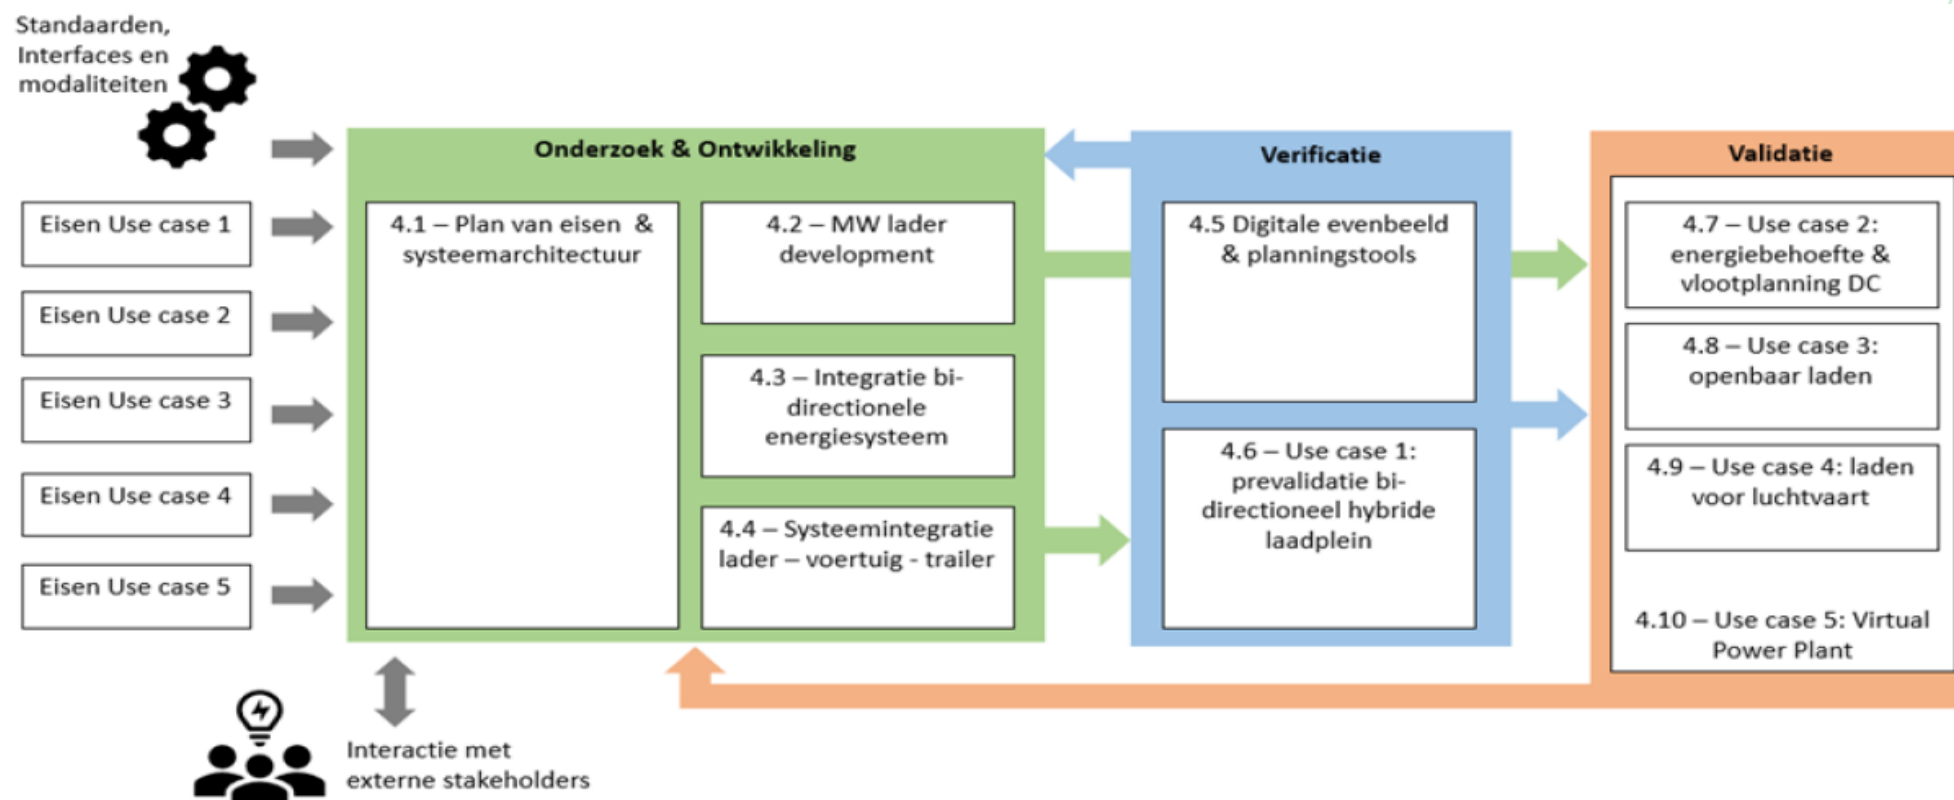 Standaarden,
Interfaces en
modaliteiten
Eisen Use case 1
Eisen Use case 2
Eisen Use case 3
Eisen Use case 4
Eisen Use case 5
Onderzoek & Ontwikkeling
4.1 – Plan van eisen &
systeemarchitectuur
4.2 – MW lader
development
4.3 – Integratie bi-
directionele
energiesysteem
4.4 – Systeemintegratie
lader – voertuig - trailer
Verificatie
4.5 Digitale evenbeeld
& planningstools
4.6 – Use case 1:
prevalidatie bi-
directioneel hybride
laadplein
Validatie
4.7 – Use case 2:
energiebehoefte &
vlootplanning DC
4.8 – Use case 3:
openbaar laden
4.9 – Use case 4: laden
voor luchtvaart
4.10 – Use case 5: Virtual
Power Plant
Interactie met
externe stakeholders